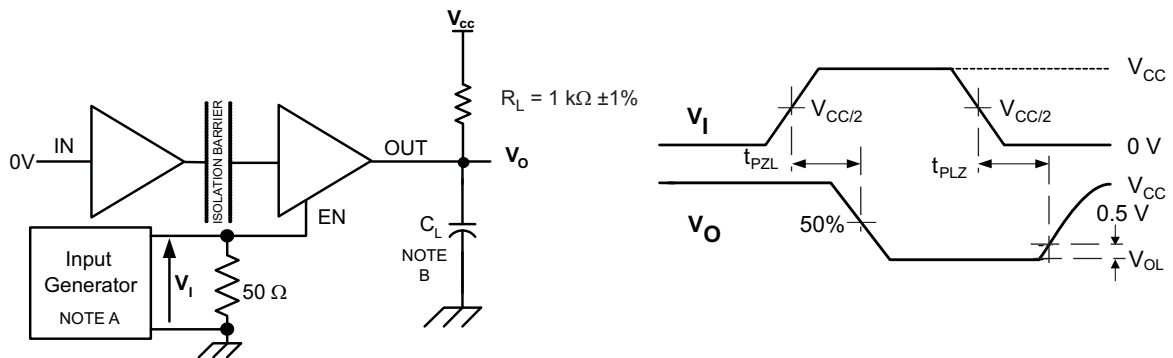 Vcc
RL = 1 kΩ ±1%
IN
0V
ISOLATION BARRIER
OUT
VO
EN
CL
NOTE
B
Input
Generator
NOTE A
VI
50 Ω
VCC
VI
VCC/2
VCC/2
0 V
tPZL
tPLZ
VCC
0.5 V
VO
50%
VOL